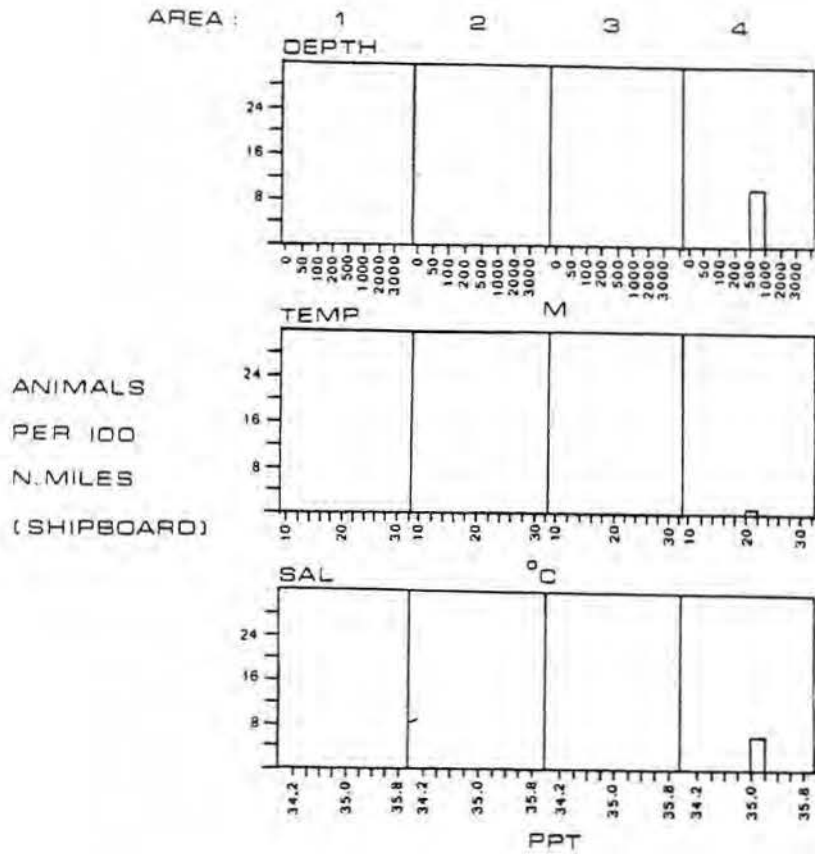 AREA: 1 2 3 4
DEPTH
24
16
8
0 50 100 200 500 1000 2000 3000 0 50 100 200 500 1000 2000 3000 0 50 100 200 500 1000 2000 3000 0 50 100 200 500 1000 2000 3000
M
TEMP
24
16
8
10 20 30 10 20 30 10 20 30 10 20 30
°C
ANIMALS
PER 100
N.MILES
(SHIPBOARD)
SAL
24
16
8
34.2 35.0 35.8 34.2 35.0 35.8 34.2 35.0 35.8 34.2 35.0 35.8
PPT